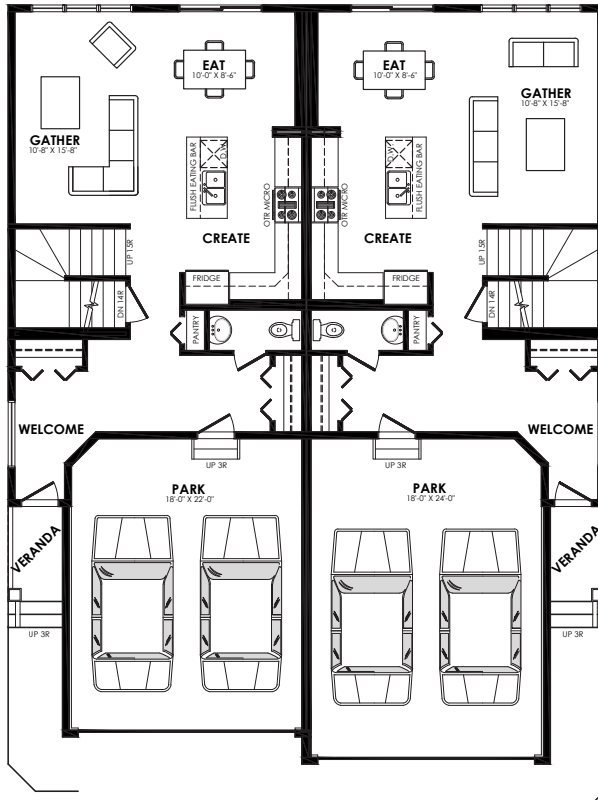 EAT
10'-0" X 8'-6"
EAT
10'-0" X 8'-6"
GATHER
10'-8" X 15'-8"
GATHER
10'-8" X 15'-8"
FLUSH EATING BAR
D.W.
OTR MICRO
OTR MICRO
D.W.
FLUSH EATING BAR
CREATE
CREATE
UP 15R
UP 15R
FRIDGE
FRIDGE
DN 14R
DN 14R
PANTRY
PANTRY
WELCOME
WELCOME
UP 3R
UP 3R
PARK
18'-0" X 22'-0"
PARK
18'-0" X 24'-0"
VERANDA
VERANDA
UP 3R
UP 3R